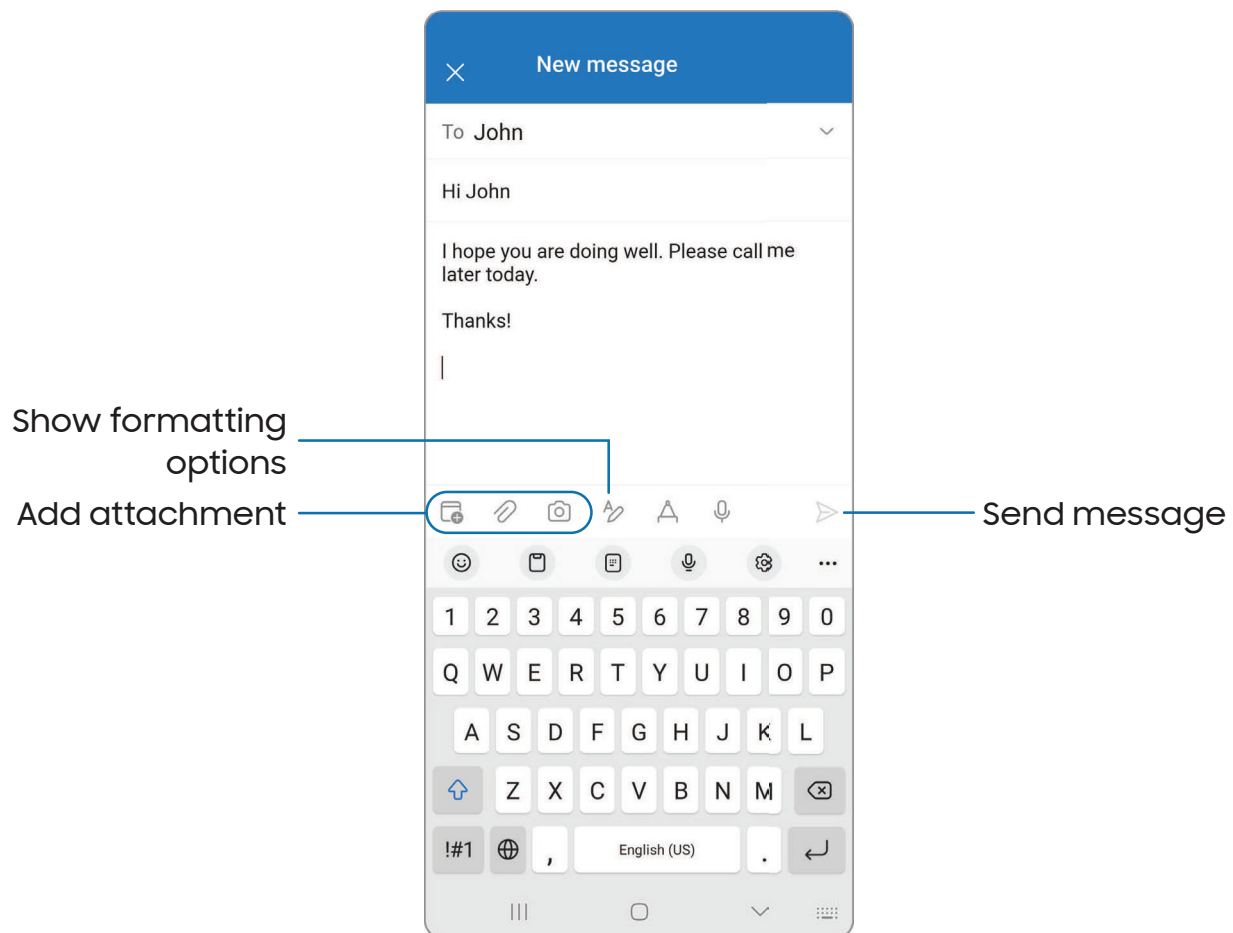 New message
To John
Hi John
I hope you are doing well. Please call me
later today.
Thanks!
Show formatting
options
Add attachment
Send message
1 2 3 4 5 6 7 8 9 0
Q W E R T Y U I O P
A S D F G H J K L
Z X C V B N M
!#1 , English (US) .